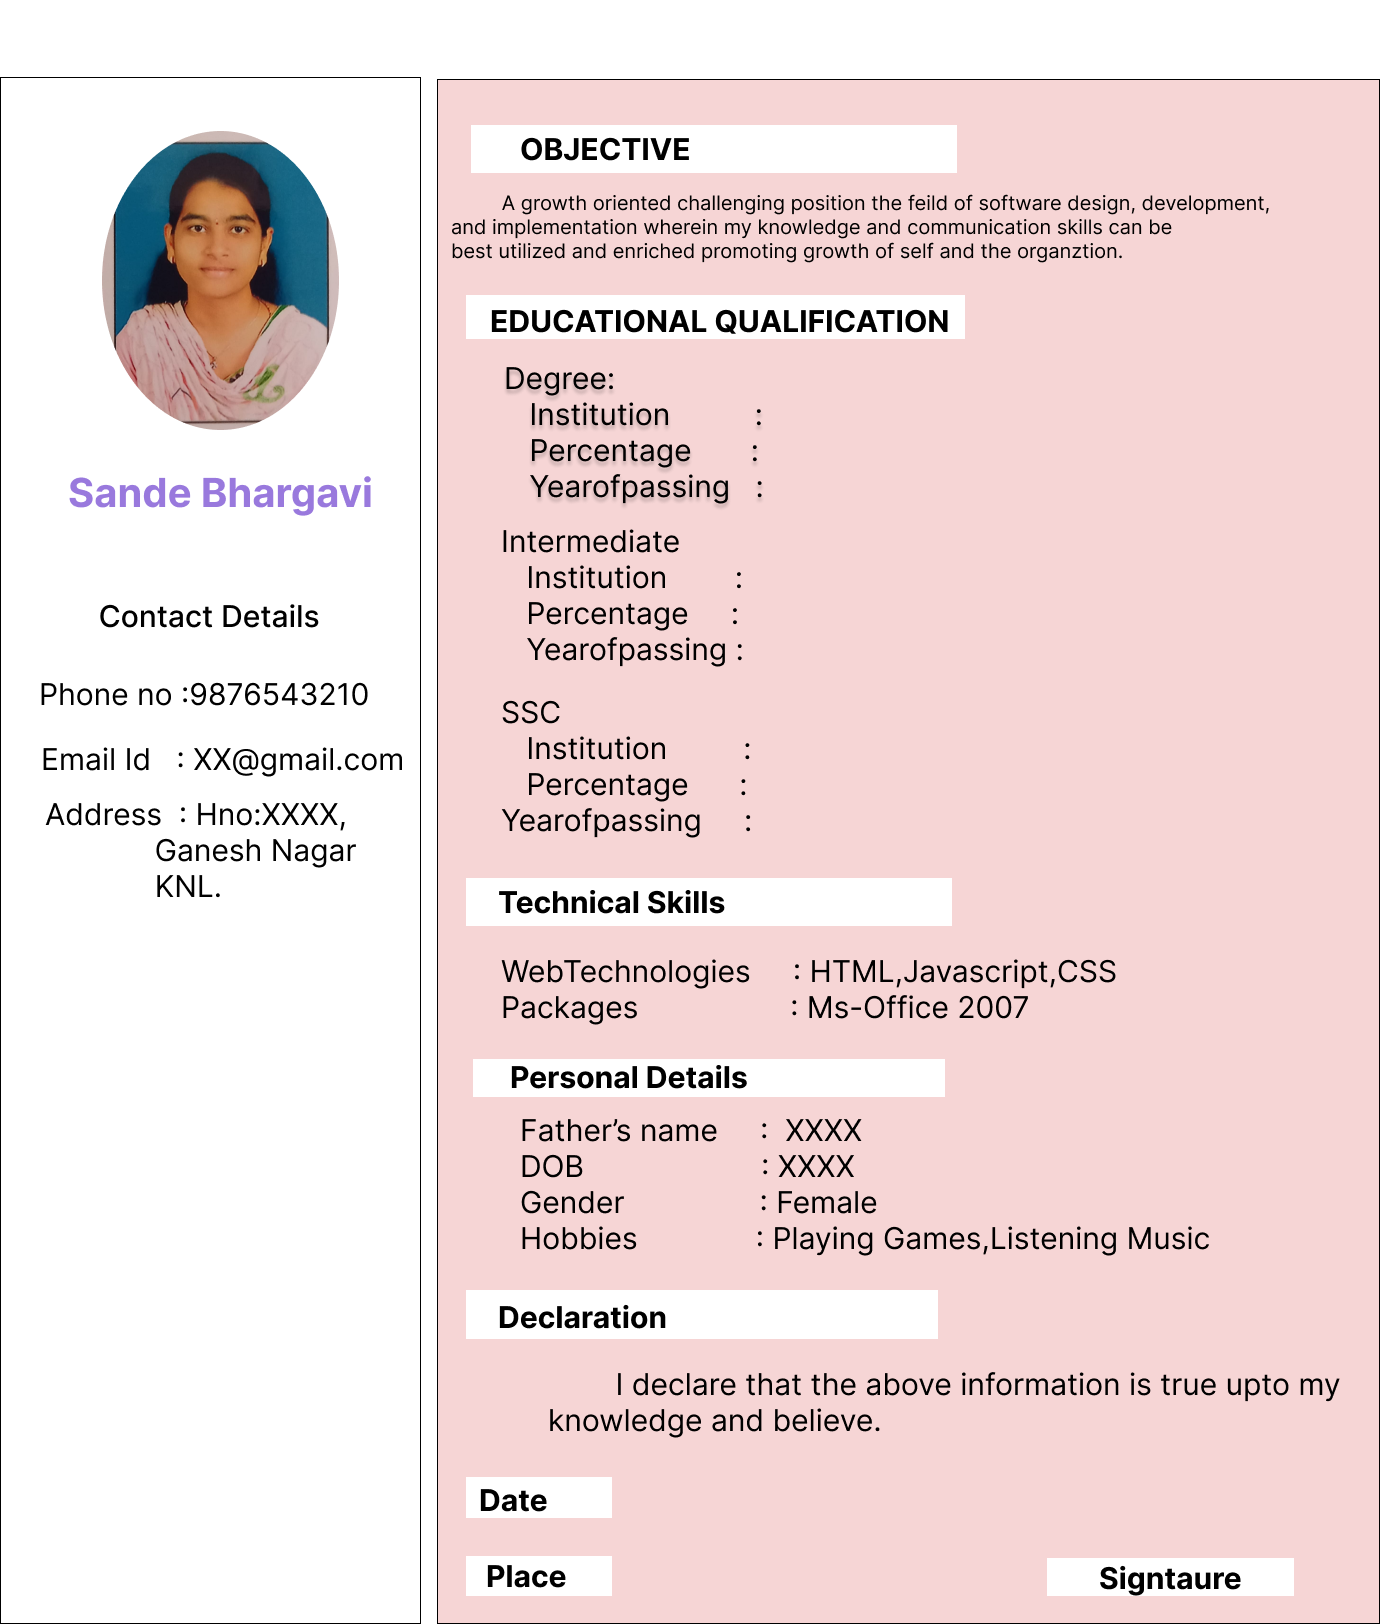 Sande Bhargavi
Contact Details
Phone no :9876543210
Email Id : XX@gmail.com
Address : Hno:XXXX,
Ganesh Nagar
KNL.
OBJECTIVE
A growth oriented challenging position the feild of software design, development,
and implementation wherein my knowledge and communication skills can be
best utilized and enriched promoting growth of self and the organztion.
EDUCATIONAL QUALIFICATION
Degree:
Institution :
Percentage :
Yearofpassing :
Intermediate
Institution :
Percentage :
Yearofpassing :
SSC
Institution :
Percentage :
Yearofpassing :
Technical Skills
WebTechnologies : HTML,Javascript,CSS
Packages : Ms-Office 2007
Personal Details
Father’s name : XXXX
DOB : XXXX
Gender : Female
Hobbies : Playing Games,Listening Music
Declaration
I declare that the above information is true upto my
knowledge and believe.
Date
Place
Signtaure